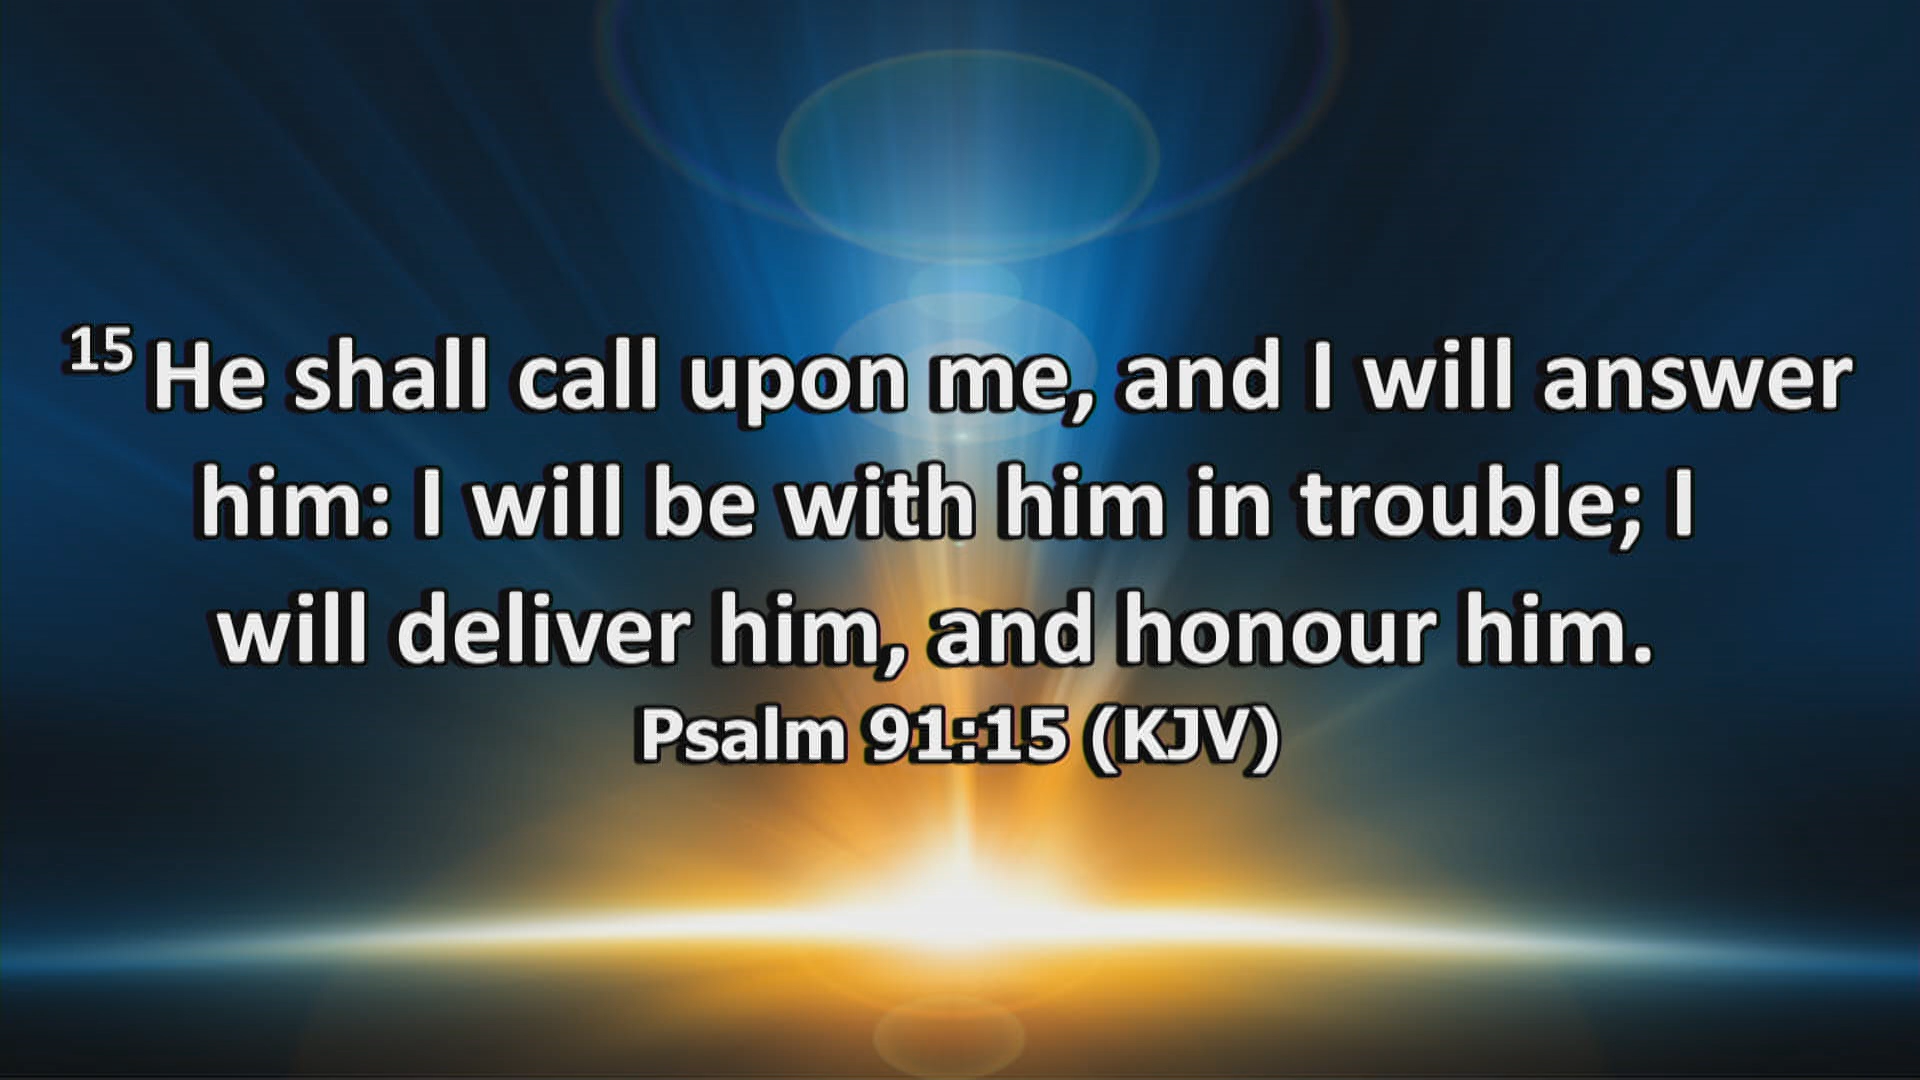 15 He shall call upon me, and I will answer
him: I will be with him in trouble; I
will deliver him, and honour him.
Psalm 91:15 (KJV)